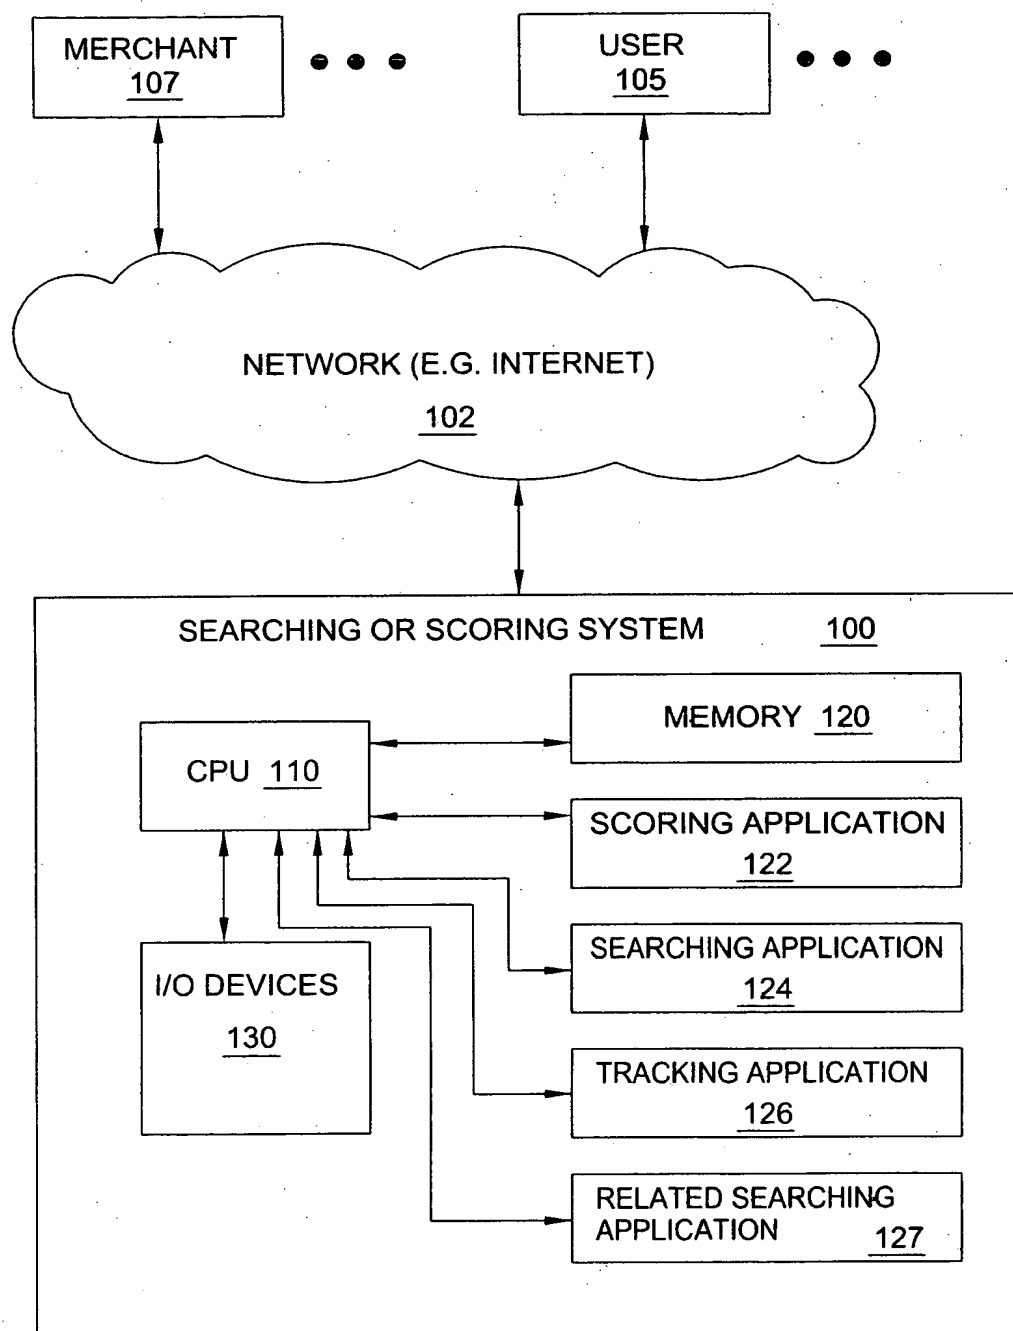 MERCHANT
107
USER
105
NETWORK (E.G. INTERNET)
102
SEARCHING OR SCORING SYSTEM 100
MEMORY 120
CPU 110
SCORING APPLICATION
122
SEARCHING APPLICATION
124
I/O DEVICES
130
TRACKING APPLICATION
126
RELATED SEARCHING
APPLICATION 127